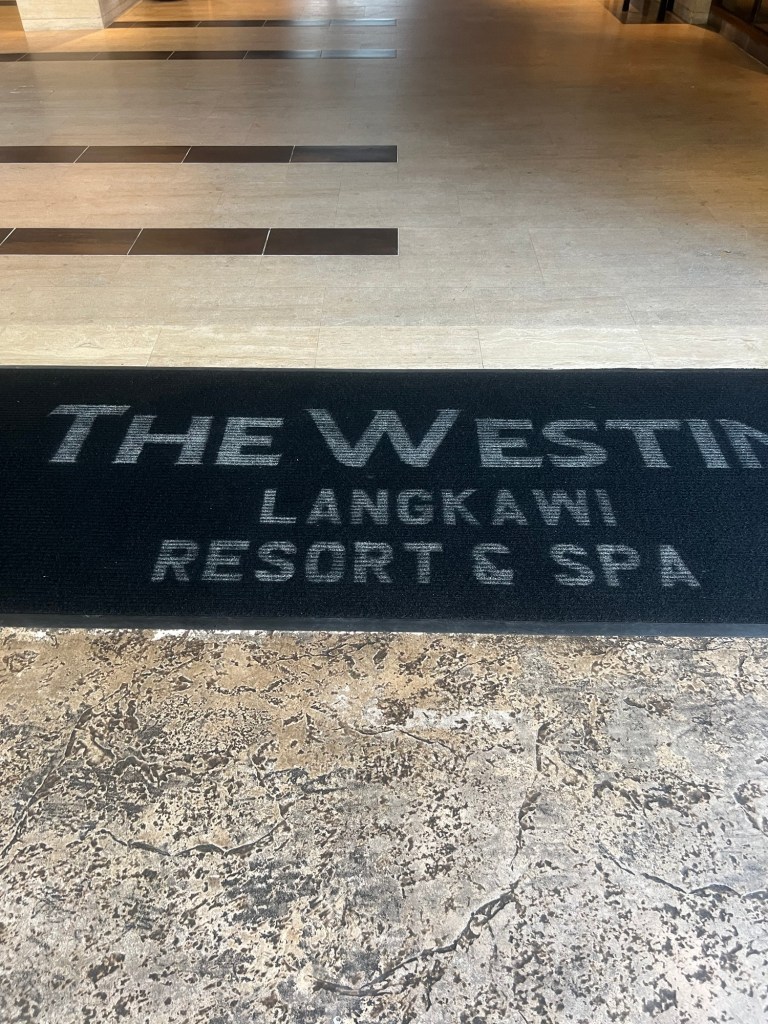 THE WESTIN
LANGKAWI
RESORT & SPA